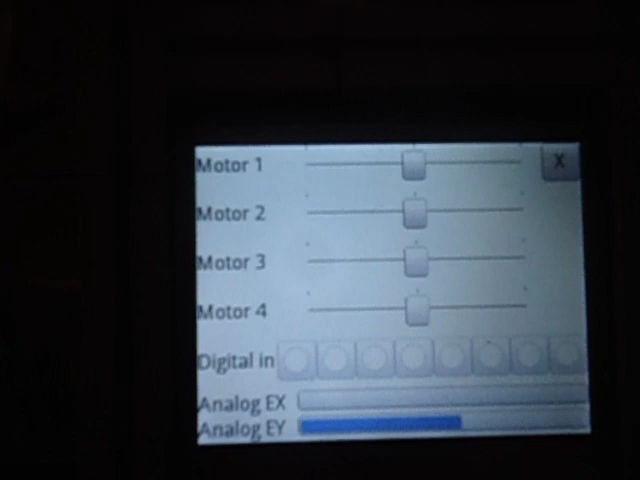 Motor 1 X
Motor 2
Motor 3
Motor 4
Digital in
Analog EX
Analog EY